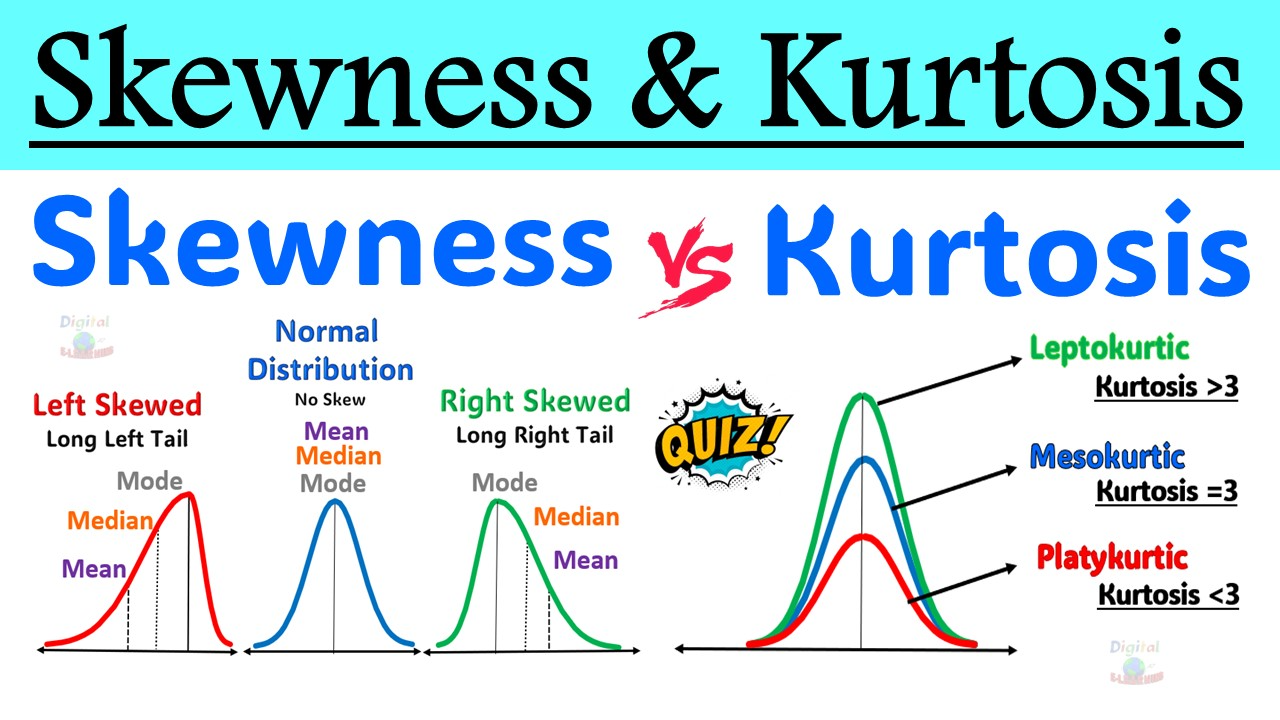 Skewness & Kurtosis
Skewness VS Kurtosis
Digital
Normal
Distribution
No Skew
Mean
Median
Mode
Left Skewed
Long Left Tail
Mode
Median
Mean
Right Skewed
Long Right Tail
Mode
Median
Mean
QUIZ!
Leptokurtic
Kurtosis >3
Mesokurtic
Kurtosis =3
Platykurtic
Kurtosis <3
Digital